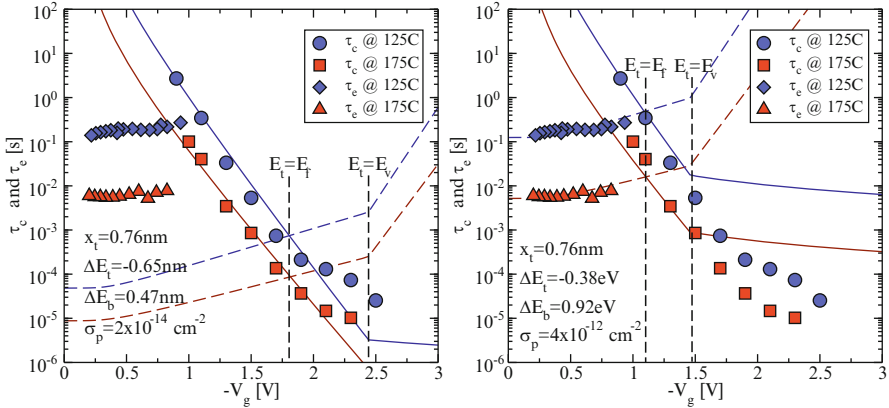 10²
10¹
10⁰
10⁻¹
10⁻²
10⁻³
10⁻⁴
10⁻⁵
10⁻⁶
τc and τe [s]
τc @ 125C
τc @ 175C
τe @ 125C
τe @ 175C
Et=Ef
Et=Ev
xt=0.76nm
ΔEt=-0.65nm
ΔEb=0.47nm
σp=2x10⁻¹⁴ cm⁻²
0 0.5 1 1.5 2 2.5 3
-Vg [V]
10²
10¹
10⁰
10⁻¹
10⁻²
10⁻³
10⁻⁴
10⁻⁵
10⁻⁶
τc and τe [s]
τc @ 125C
τc @ 175C
τe @ 125C
τe @ 175C
Et=Ef Et=Ev
xt=0.76nm
ΔEt=-0.38eV
ΔEb=0.92eV
σp=4x10⁻¹² cm⁻²
0 0.5 1 1.5 2 2.5 3
-Vg [V]